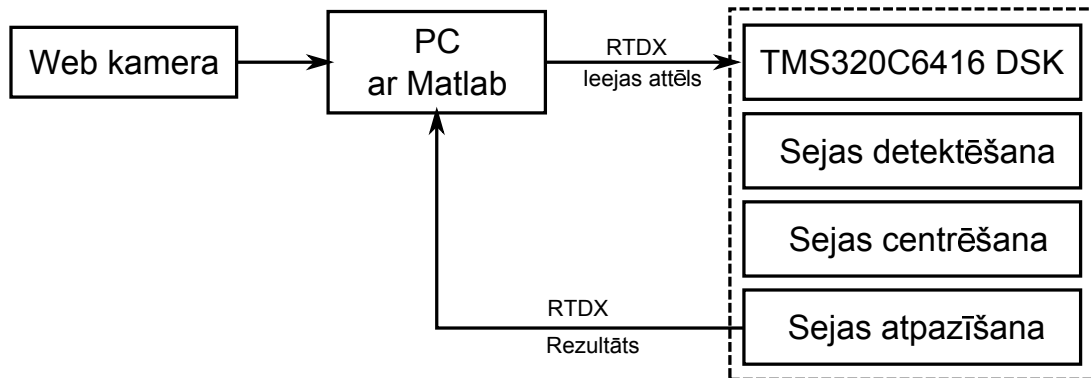 Web kamera
PC
ar Matlab
RTDX
Ieejas attēls
TMS320C6416 DSK
Sejas detektēšana
Sejas centrēšana
Sejas atpazīšana
RTDX
Rezultāts